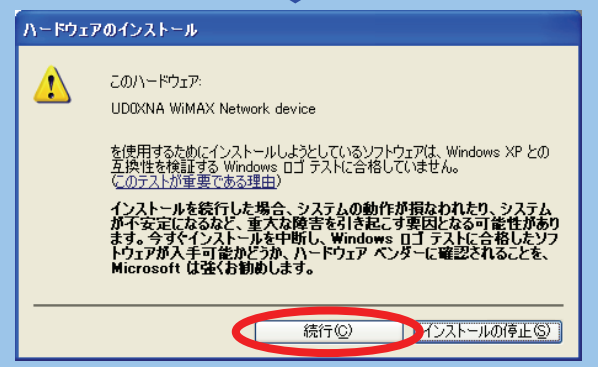 ハードウェアのインストール
このハードウェア:
UD0XNA WiMAX Network device
を使用するためにインストールしようとしているソフトウェアは、Windows XP との
互換性を検証する Windows ロゴ テストに合格していません。
(このテストが重要である理由)
インストールを続行した場合、システムの動作が損なわれたり、システム
が不安定になるなど、重大な障害を引き起こす要因となる可能性があり
ます。今すぐインストールを中断し、Windows ロゴ テストに合格したソフ
トウェアが入手可能かどうか、ハードウェア ベンダーに確認されることを、
Microsoft は強くお勧めします。
続行(C)
インストールの停止(S)